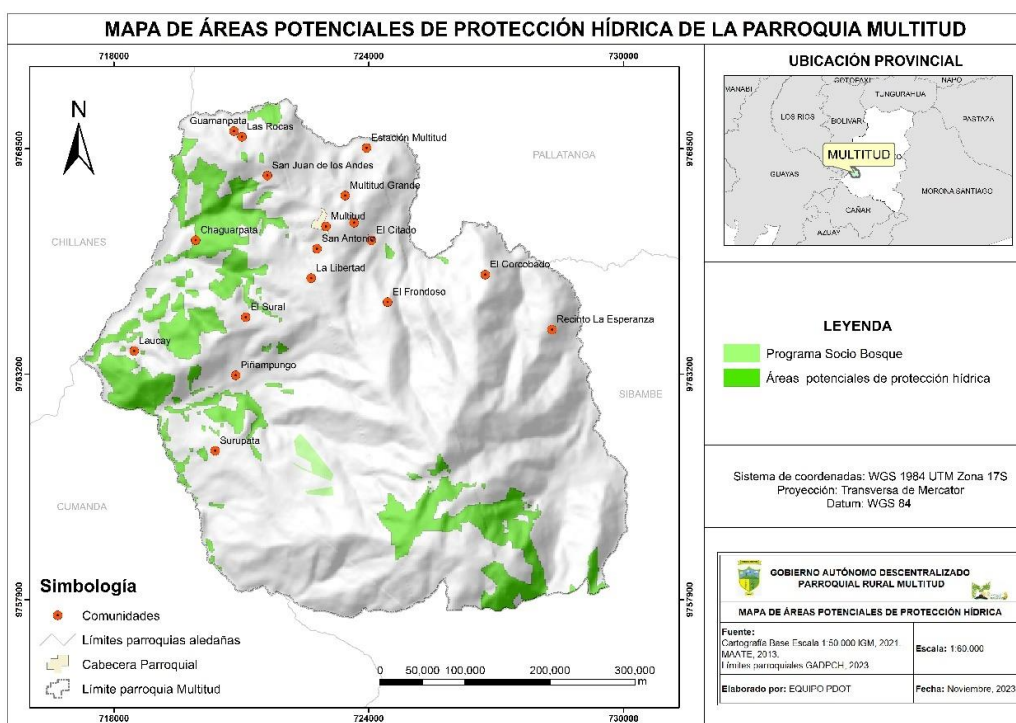 MAPA DE ÁREAS POTENCIALES DE PROTECCIÓN HÍDRICA DE LA PARROQUIA MULTITUD
718000 724000 730000
9768500
9763200
9757900
N
Guamanpata
Las Rocas
Estación Multitud
San Juan de los Andes
Multitud Grande
Multitud
Chaguarpata
San Antonio
El Citado
La Libertad
El Corcobado
El Frondoso
El Sural
Recinto La Esperanza
Laucay
Piñampungo
Surupata
PALLATANGA
CHILLANES
SIBAMBE
CUMANDA
718000 724000 730000
9768500
9763200
9757900
Simbología
Comunidades
Límites parroquias aledañas
Cabecera Parroquial
Límite parroquia Multitud
0 50,000 100,000 200,000 300,000
m
UBICACIÓN PROVINCIAL
MANABI
COTOPAXI
NAPO
TUNGURAHUA
LOS RIOS
BOLIVAR
PASTAZA
MULTITUD
GUAYAS
MORONA SANTIAGO
CAÑAR
AZUAY
LEYENDA
Programa Socio Bosque
Áreas potenciales de protección hídrica
Sistema de coordenadas: WGS 1984 UTM Zona 17S
Proyección: Transversa de Mercator
Datum: WGS 84
GOBIERNO AUTÓNOMO DESCENTRALIZADO
PARROQUIAL RURAL MULTITUD
MAPA DE ÁREAS POTENCIALES DE PROTECCIÓN HÍDRICA
Fuente:
Cartografía Base Escala 1:50.000 IGM, 2021.
MAATE, 2013.
Límites parroquiales GADPCH, 2023
Escala: 1:60.000
Elaborado por: EQUIPO PDOT
Fecha: Noviembre, 2023